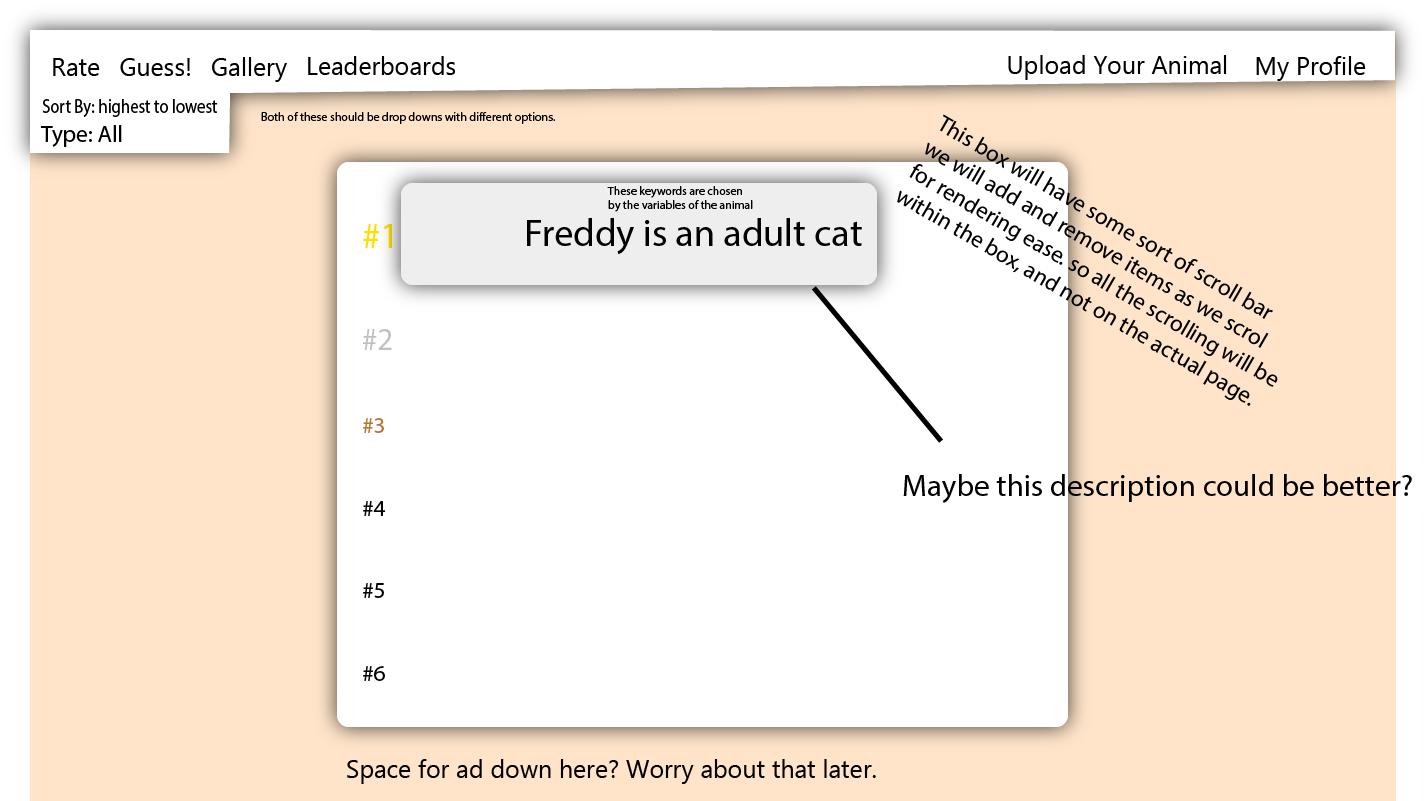 Rate Guess! Gallery Leaderboards Upload Your Animal My Profile
Sort By: highest to lowest
Type: All
Both of these should be drop downs with different options.
This box will have some sort of scroll bar
we will add and remove items as we scrol
for rendering ease. so all the scrolling will be
within the box, and not on the actual page.
These keywords are chosen
by the variables of the animal
#1 Freddy is an adult cat
#2
#3
#4
#5
#6
Maybe this description could be better?
Space for ad down here? Worry about that later.